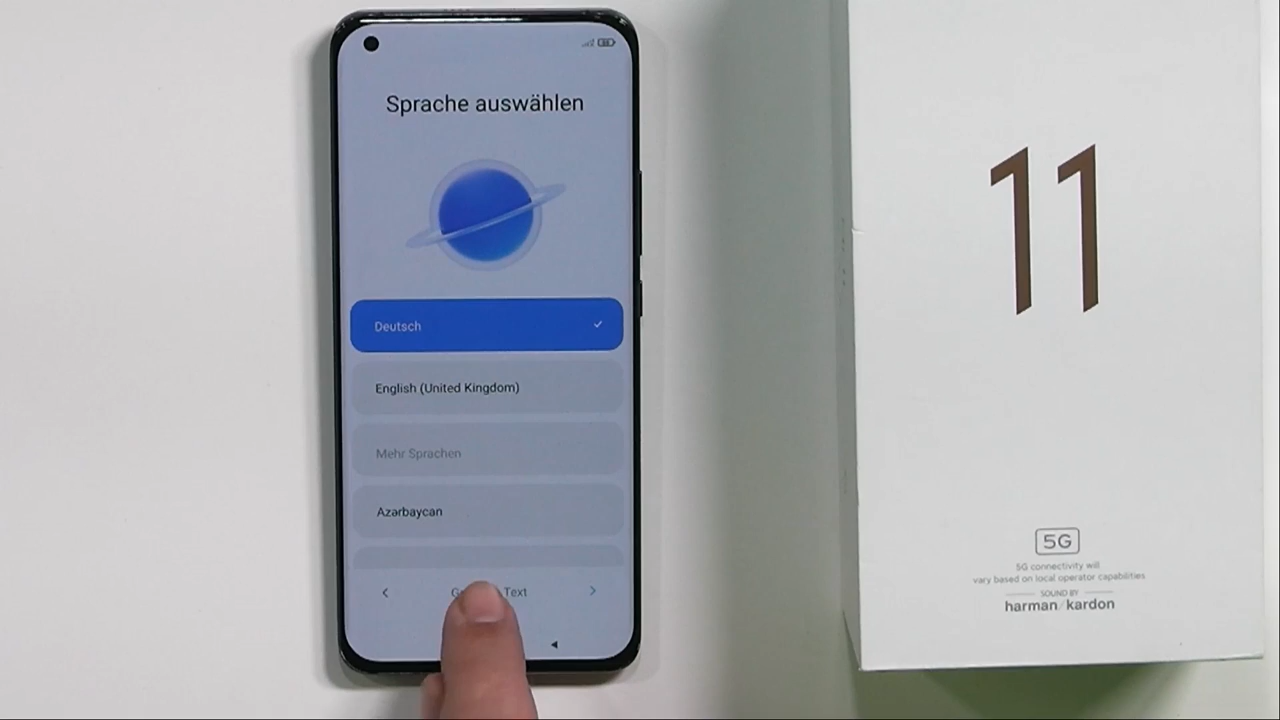 Sprache auswählen
Deutsch
English (United Kingdom)
Mehr Sprachen
Azərbaycan
Text
11
5G
5G connectivity will
vary based on local operator capabilities
SOUND BY
harman/kardon